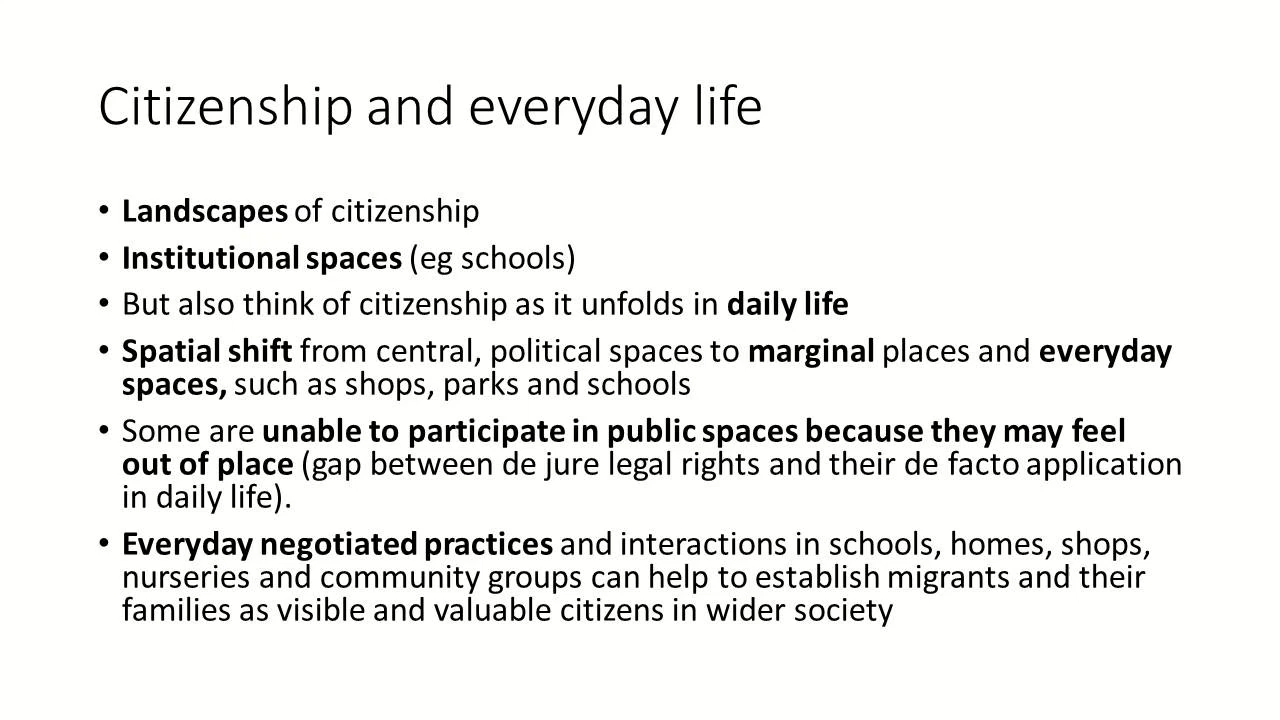 Citizenship and everyday life
• Landscapes of citizenship
• Institutional spaces (eg schools)
• But also think of citizenship as it unfolds in daily life
• Spatial shift from central, political spaces to marginal places and everyday
spaces, such as shops, parks and schools
• Some are unable to participate in public spaces because they may feel
out of place (gap between de jure legal rights and their de facto application
in daily life).
• Everyday negotiated practices and interactions in schools, homes, shops,
nurseries and community groups can help to establish migrants and their
families as visible and valuable citizens in wider society